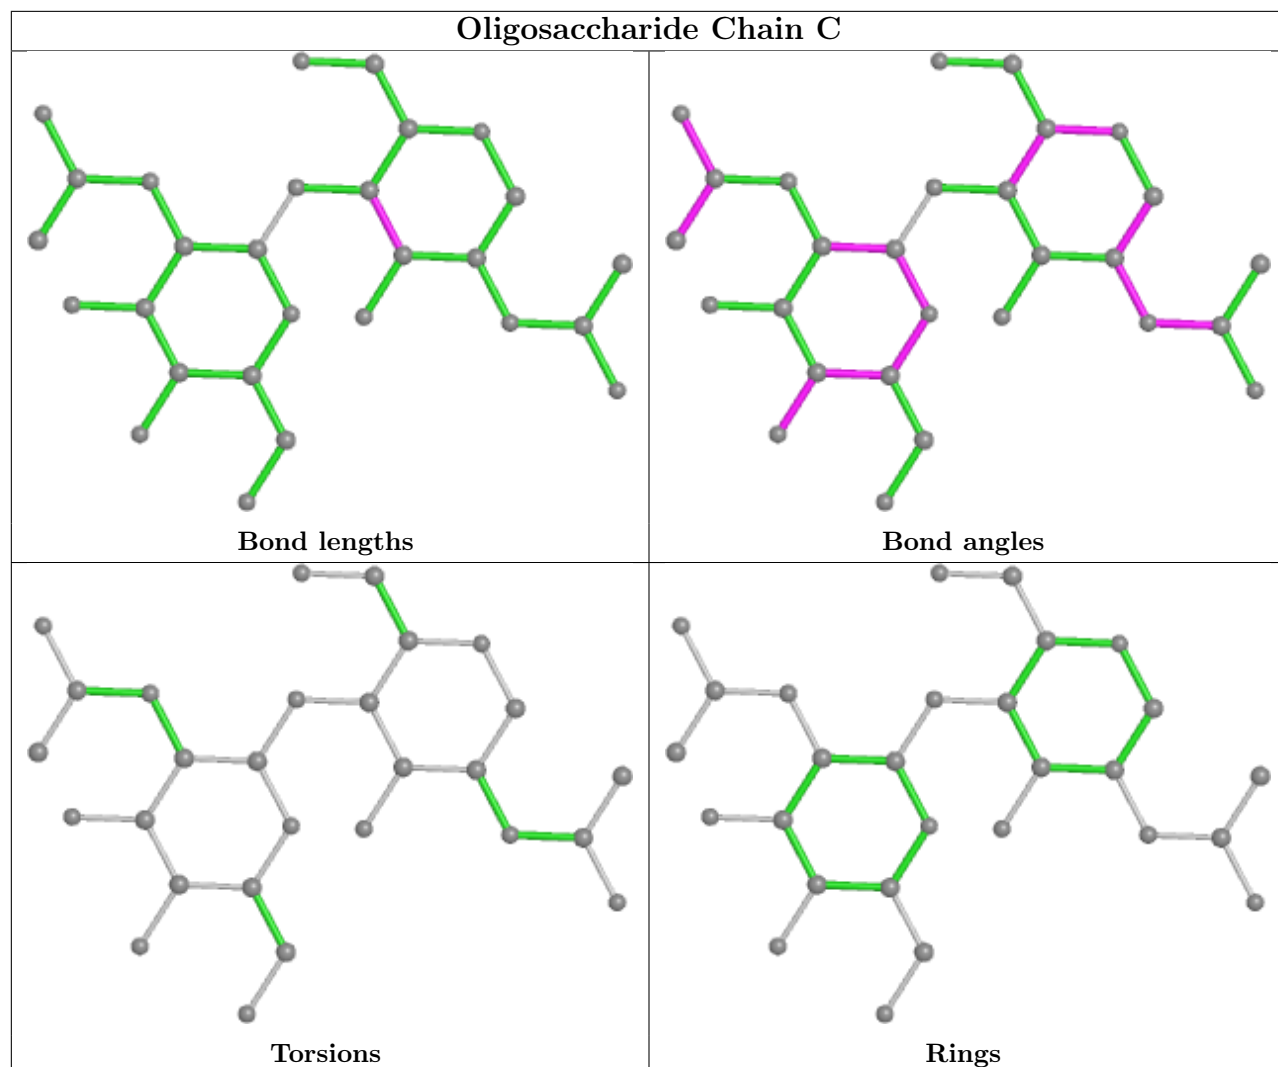 Oligosaccharide Chain C
Bond lengths
Bond angles
Torsions
Rings